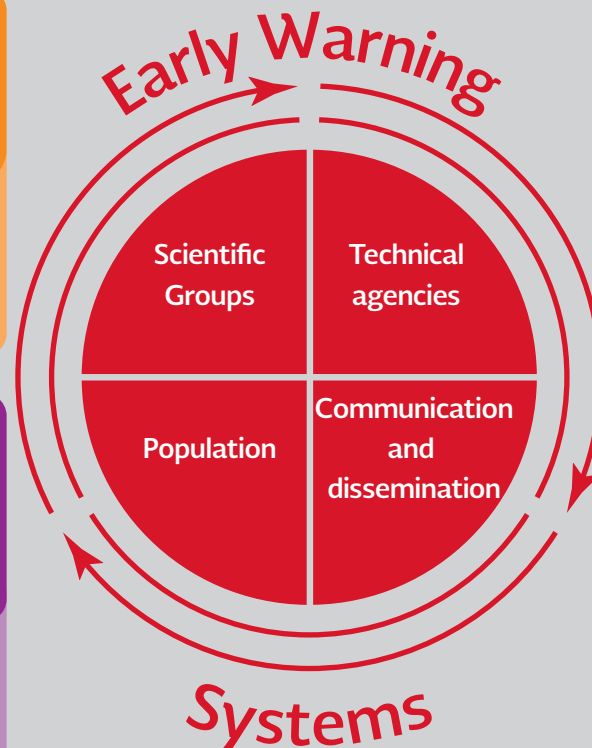 Early Warning
Scientific
Groups
Technical
agencies
Population
Communication
and
dissemination
Systems